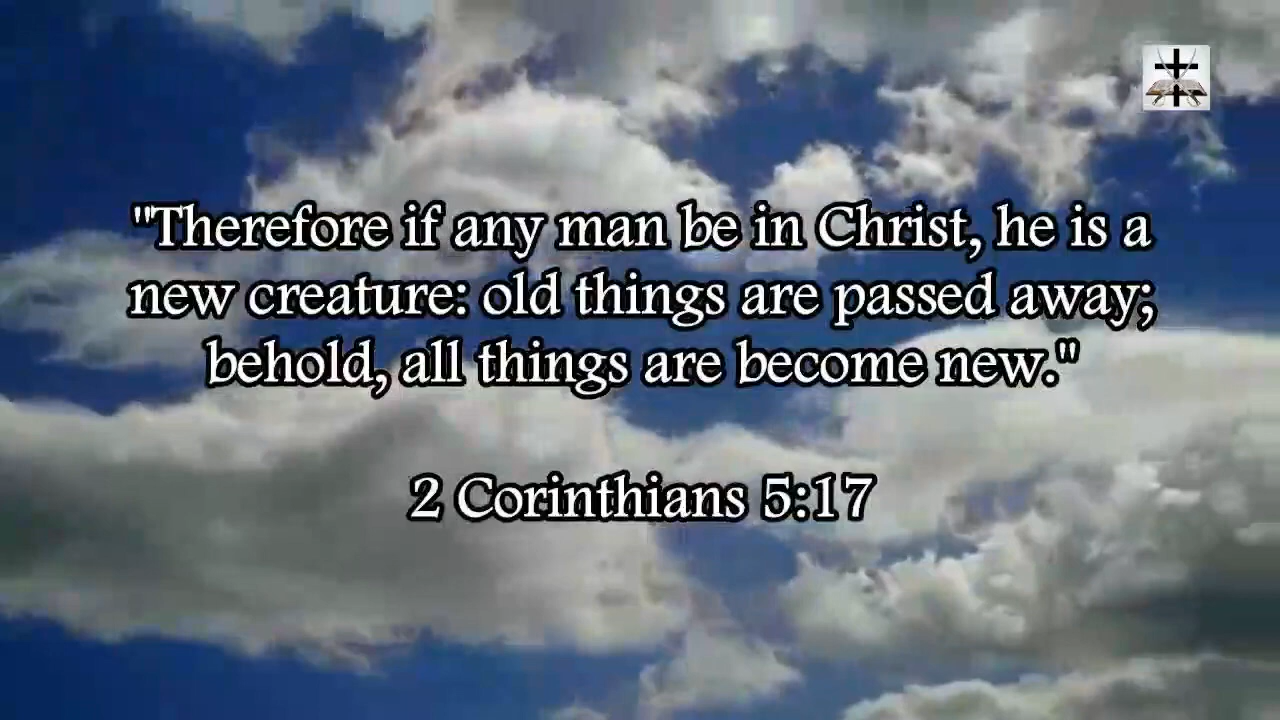 "Therefore if any man be in Christ, he is a
new creature: old things are passed away;
behold, all things are become new."
2 Corinthians 5:17